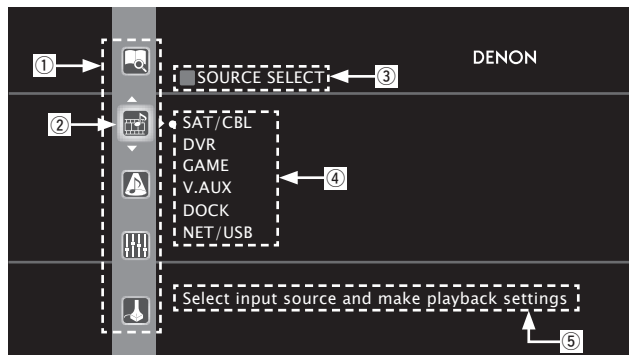 DENON
①
SOURCE SELECT
③
②
SAT/CBL
DVR
GAME
④
V.AUX
DOCK
NET/USB
Select input source and make playback settings
⑤